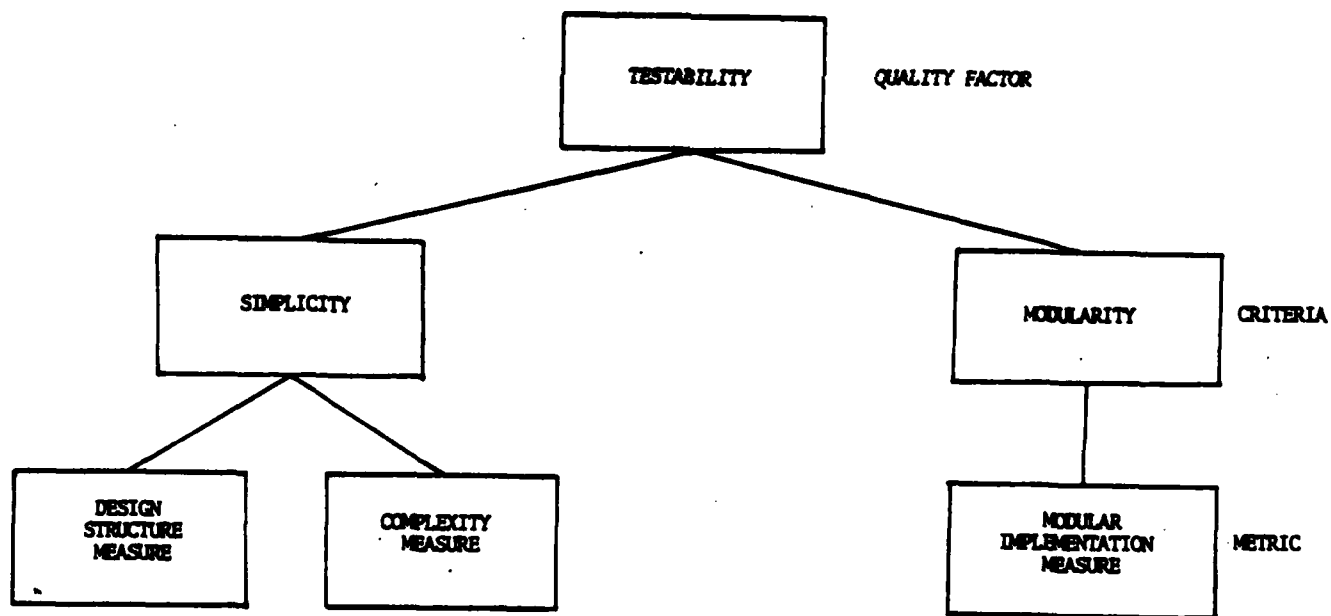 TESTABILITY
QUALITY FACTOR
SIMPLICITY
MODULARITY
CRITERIA
DESIGN
STRUCTURE
MEASURE
COMPLEXITY
MEASURE
MODULAR
IMPLEMENTATION
MEASURE
METRIC